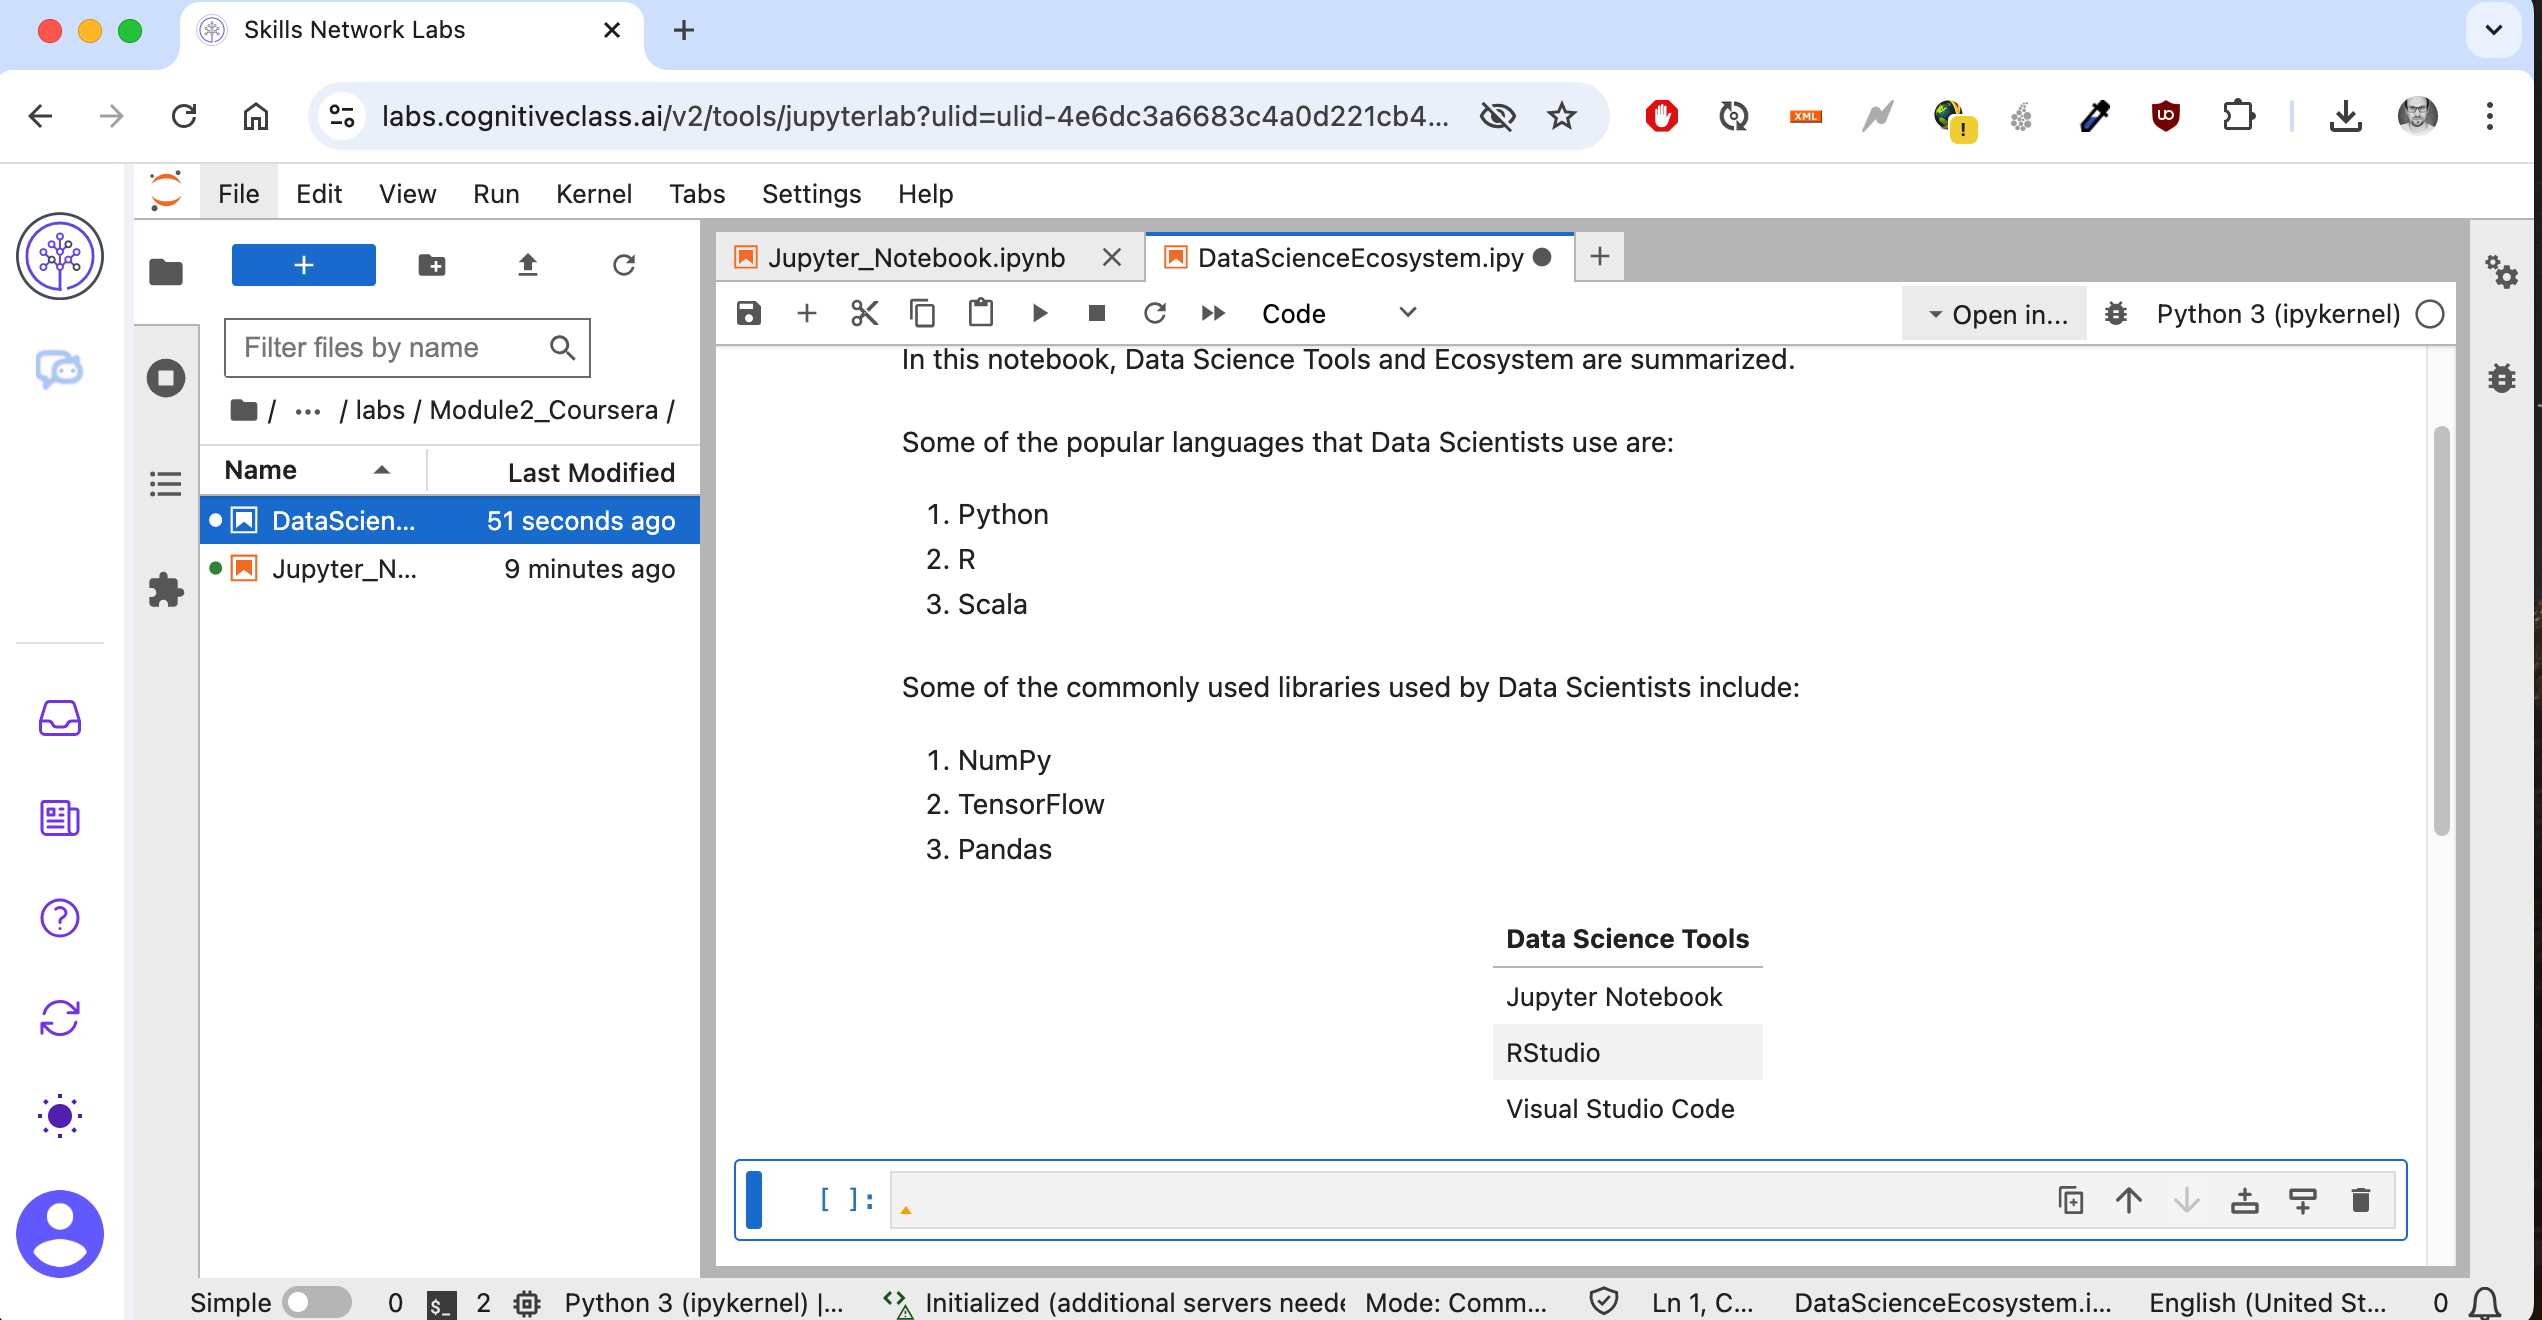 Skills Network Labs
labs.cognitiveclass.ai/v2/tools/jupyterlab?ulid=ulid-4e6dc3a6683c4a0d221cb4...
XML
!
UO
File Edit View Run Kernel Tabs Settings Help
Filter files by name
/ ... / labs / Module2_Coursera /
Name Last Modified
DataScien... 51 seconds ago
Jupyter_N... 9 minutes ago
Jupyter_Notebook.ipynb DataScienceEcosystem.ipy
Code Open in... Python 3 (ipykernel)
In this notebook, Data Science Tools and Ecosystem are summarized.
Some of the popular languages that Data Scientists use are:
1. Python
2. R
3. Scala
Some of the commonly used libraries used by Data Scientists include:
1. NumPy
2. TensorFlow
3. Pandas
Data Science Tools
Jupyter Notebook
RStudio
Visual Studio Code
[ ]:
Simple 0 $_ 2 Python 3 (ipykernel) |... Initialized (additional servers neede Mode: Comm... Ln 1, C... DataScienceEcosystem.i... English (United St... 0